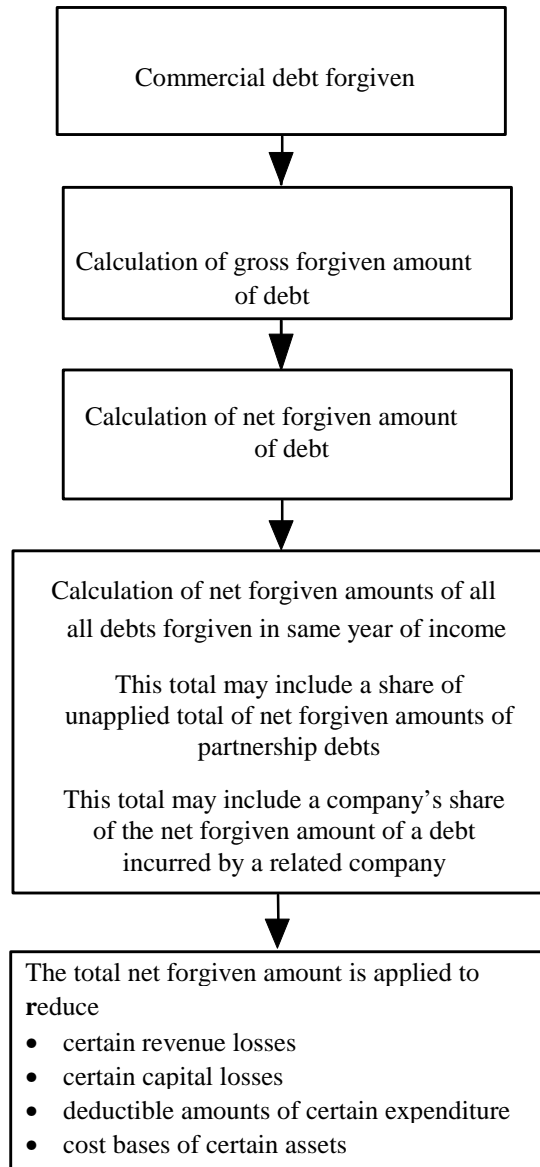 Commercial debt forgiven
Calculation of gross forgiven amount
of debt
Calculation of net forgiven amount
of debt
Calculation of net forgiven amounts of all
all debts forgiven in same year of income
This total may include a share of
unapplied total of net forgiven amounts of
partnership debts
This total may include a company's share
of the net forgiven amount of a debt
incurred by a related company
The total net forgiven amount is applied to
reduce
• certain revenue losses
• certain capital losses
• deductible amounts of certain expenditure
• cost bases of certain assets